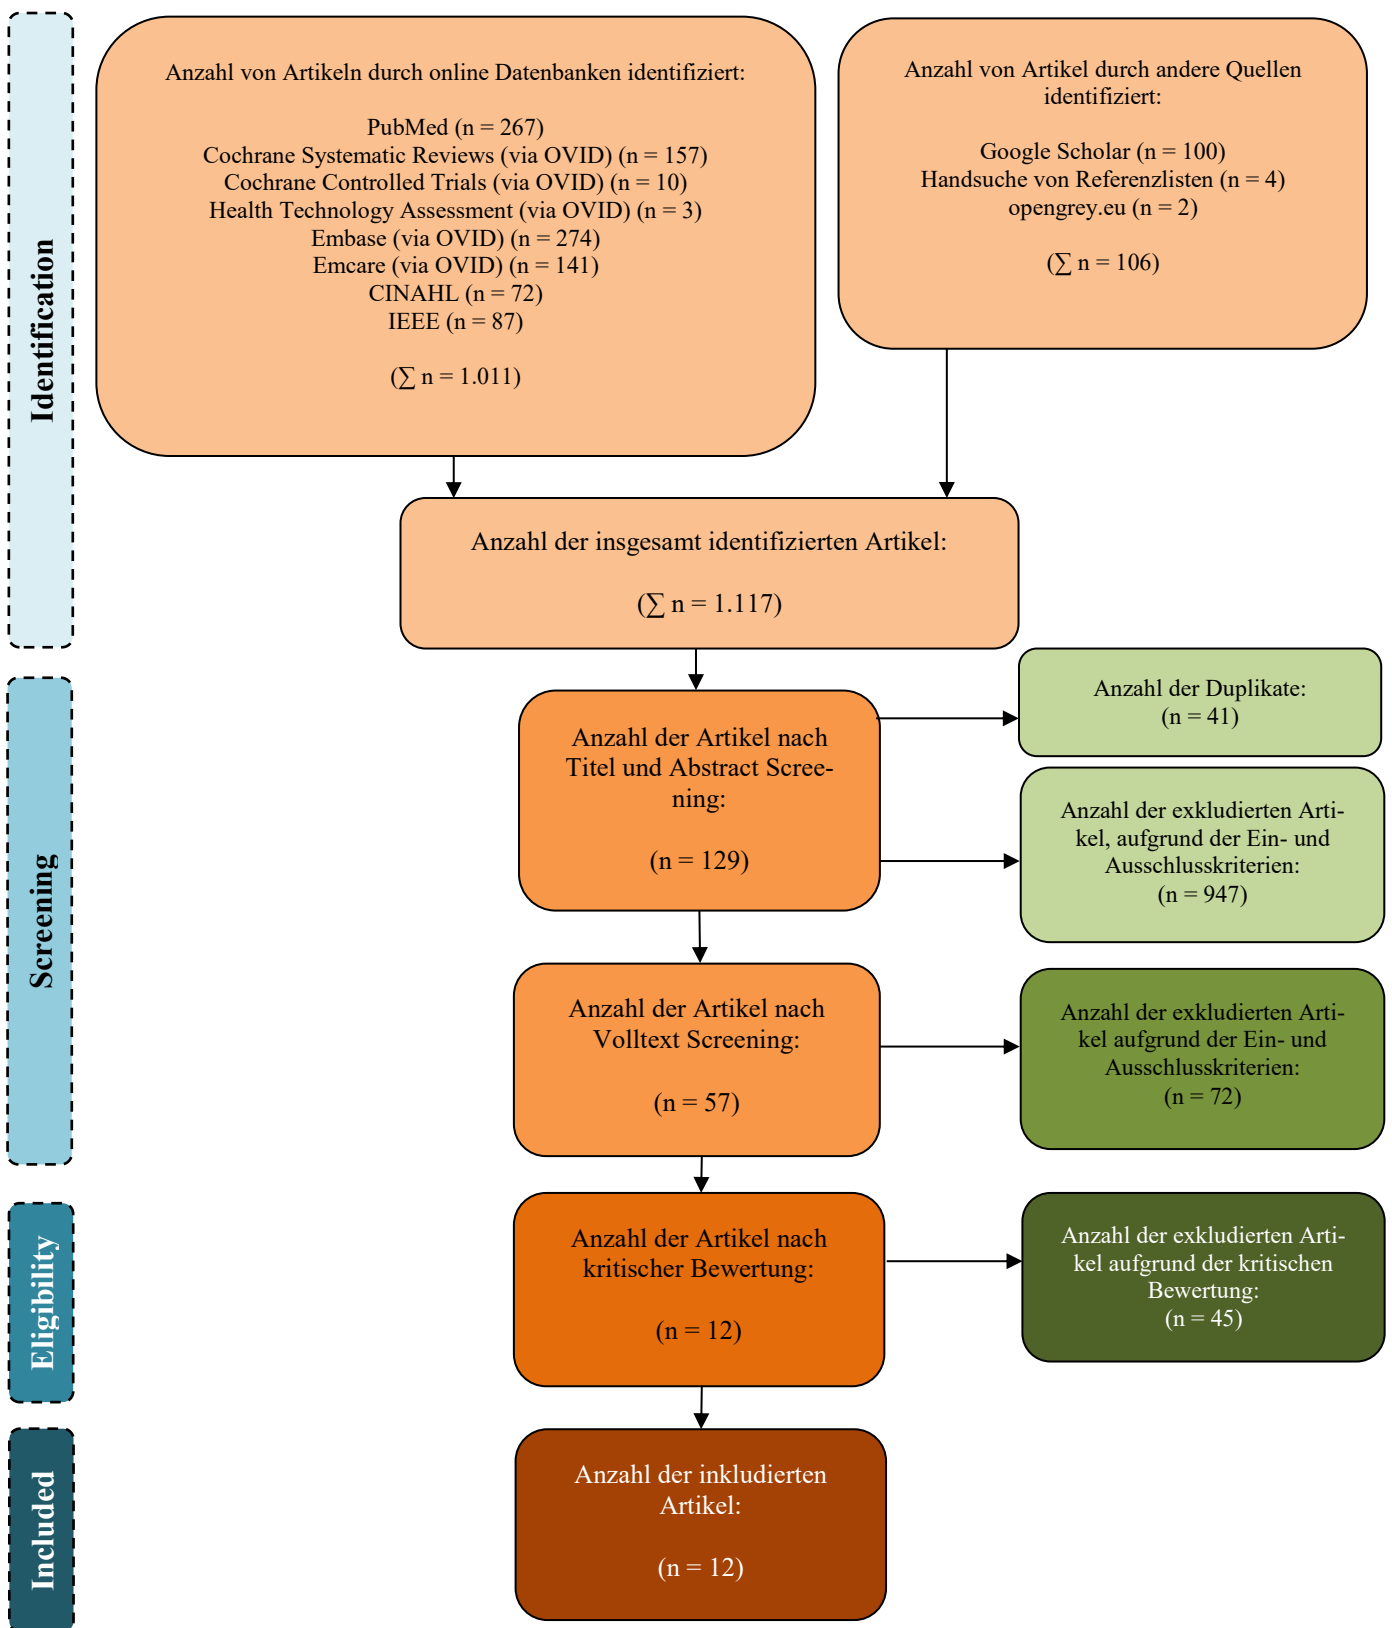 Identification
Anzahl von Artikeln durch online Datenbanken identifiziert:
PubMed (n = 267)
Cochrane Systematic Reviews (via OVID) (n = 157)
Cochrane Controlled Trials (via OVID) (n = 10)
Health Technology Assessment (via OVID) (n = 3)
Embase (via OVID) (n = 274)
Emcare (via OVID) (n = 141)
CINAHL (n = 72)
IEEE (n = 87)
(∑ n = 1.011)
Anzahl von Artikel durch andere Quellen
identifiziert:
Google Scholar (n = 100)
Handsuche von Referenzlisten (n = 4)
opengrey.eu (n = 2)
(∑ n = 106)
Anzahl der insgesamt identifizierten Artikel:
(∑ n = 1.117)
Screening
Anzahl der Artikel nach
Titel und Abstract Scree-
ning:
(n = 129)
Anzahl der Duplikate:
(n = 41)
Anzahl der exkludierten Arti-
kel, aufgrund der Ein- und
Ausschlusskriterien:
(n = 947)
Anzahl der Artikel nach
Volltext Screening:
(n = 57)
Anzahl der exkludierten Arti-
kel aufgrund der Ein- und
Ausschlusskriterien:
(n = 72)
Eligibility
Anzahl der Artikel nach
kritischer Bewertung:
(n = 12)
Anzahl der exkludierten Arti-
kel aufgrund der kritischen
Bewertung:
(n = 45)
Included
Anzahl der inkludierten
Artikel:
(n = 12)